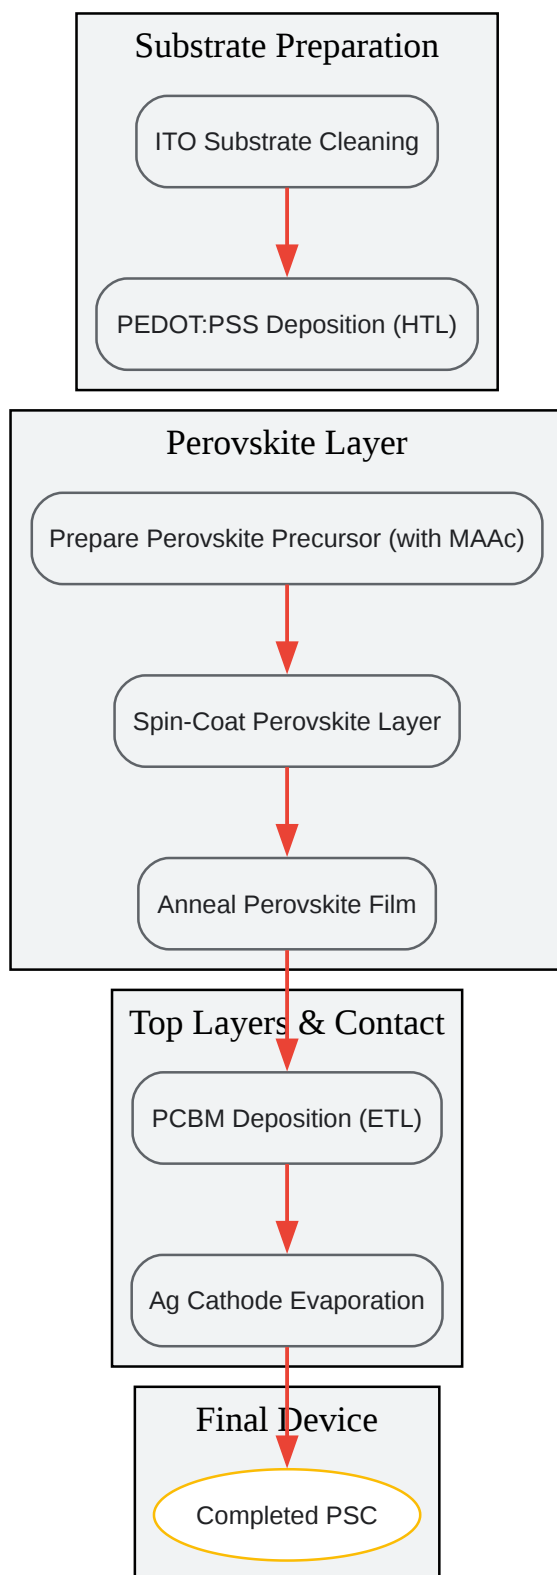 Substrate Preparation
ITO Substrate Cleaning
PEDOT:PSS Deposition (HTL)
Perovskite Layer
Prepare Perovskite Precursor (with MAAc)
Spin-Coat Perovskite Layer
Anneal Perovskite Film
Top Layers & Contact
PCBM Deposition (ETL)
Ag Cathode Evaporation
Final Device
Completed PSC